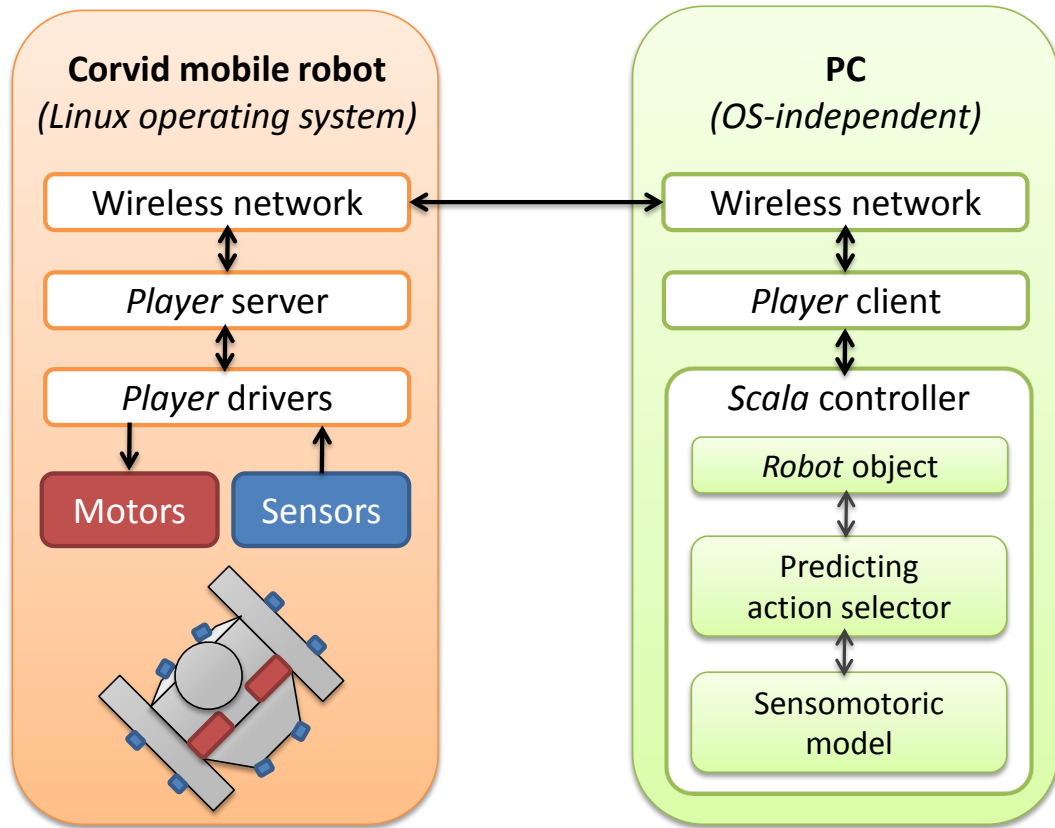 Corvid mobile robot
(Linux operating system)
Wireless network
Player server
Player drivers
Motors
Sensors
PC
(OS-independent)
Wireless network
Player client
Scala controller
Robot object
Predicting
action selector
Sensomotoric
model